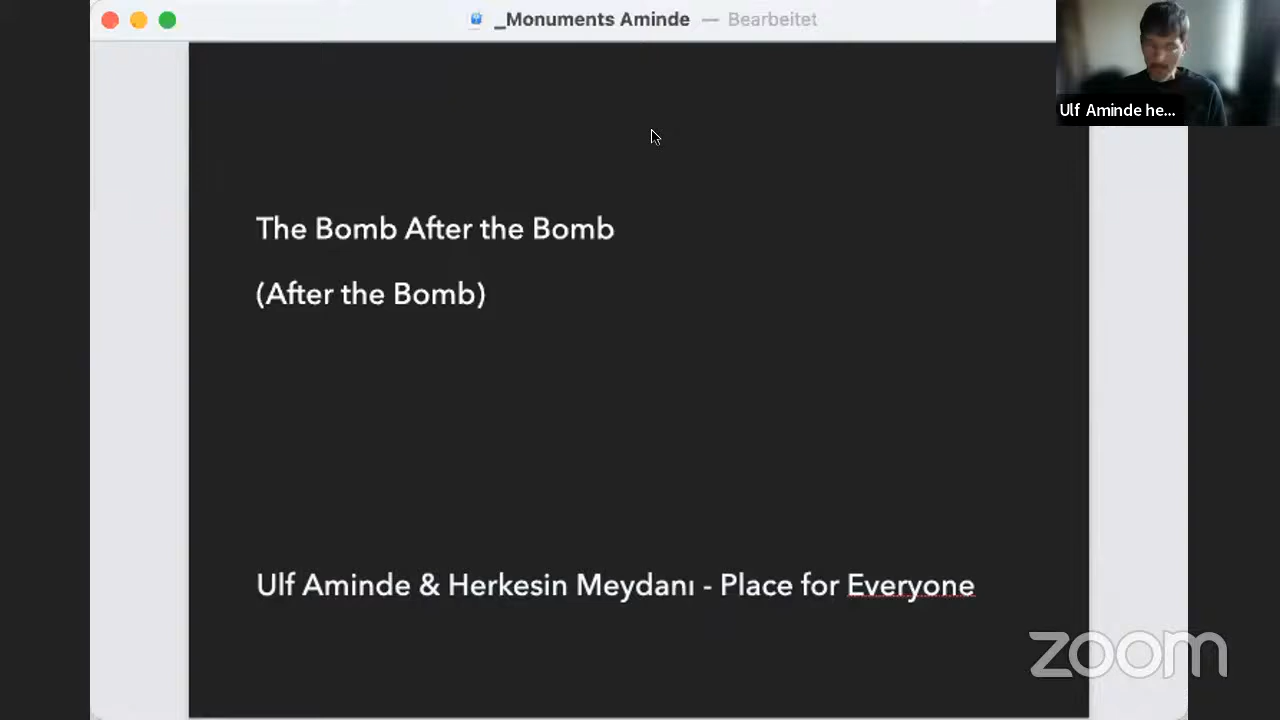 _Monuments Aminde — Bearbeitet
Ulf Aminde he...
The Bomb After the Bomb
(After the Bomb)
Ulf Aminde & Herkesin Meydanı - Place for Everyone
zoom